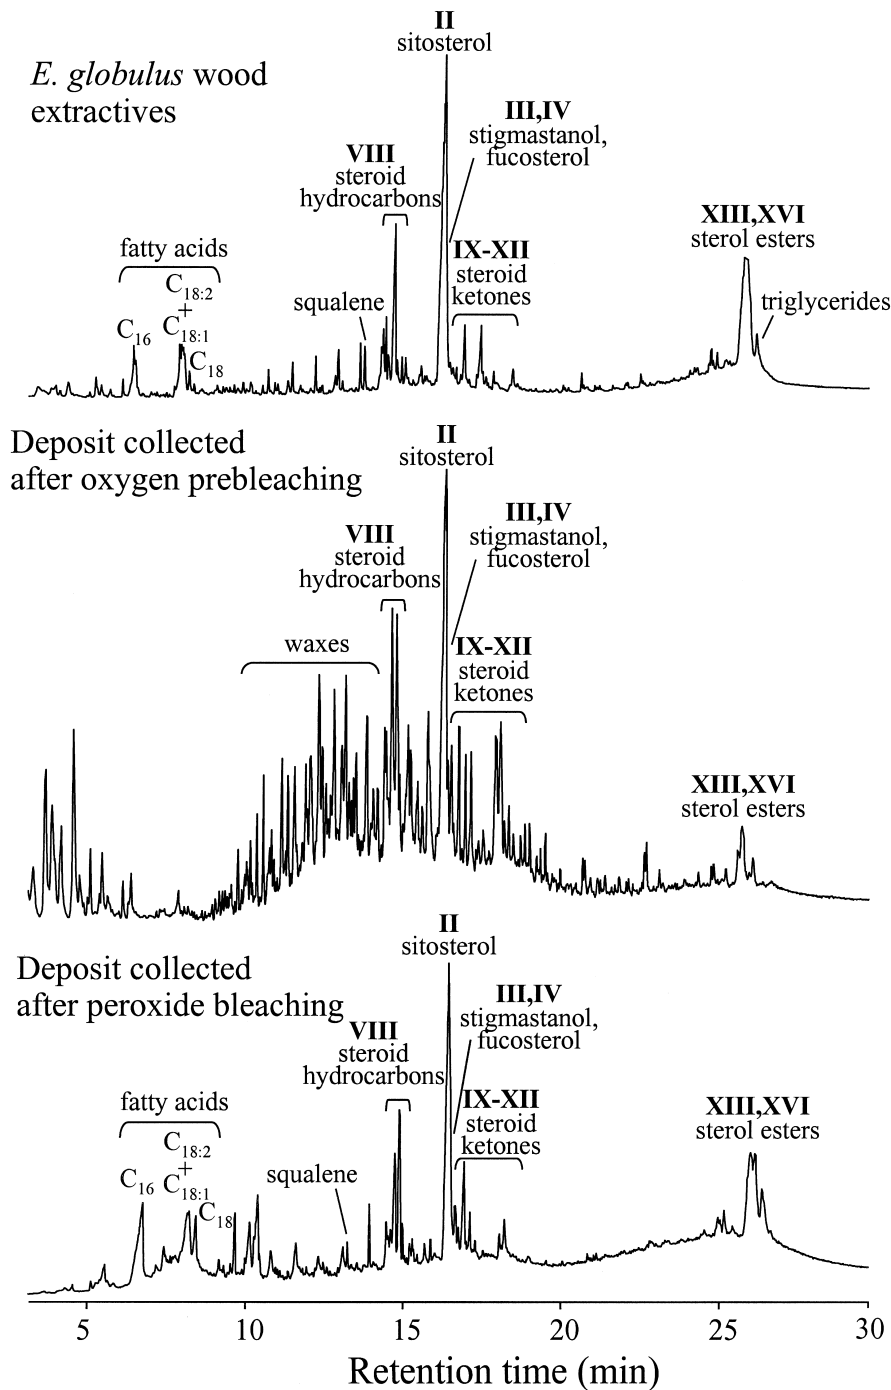 II
sitosterol
E. globulus wood
extractives
III,IV
stigmastanol,
fucosterol
VIII
steroid
hydrocarbons
XIII,XVI
sterol esters
fatty acids
IX-XII
steroid
ketones
C18:2
+
C18:1
squalene
triglycerides
C16
C18
Deposit collected
after oxygen prebleaching
II
sitosterol
III,IV
stigmastanol,
fucosterol
VIII
steroid
hydrocarbons
waxes
IX-XII
steroid
ketones
XIII,XVI
sterol esters
Deposit collected
after peroxide bleaching
II
sitosterol
III,IV
stigmastanol,
fucosterol
VIII
steroid
hydrocarbons
fatty acids
IX-XII
steroid
ketones
XIII,XVI
sterol esters
C18:2
+
C18:1
C16
squalene
C18
5 10 15 20 25 30
Retention time (min)